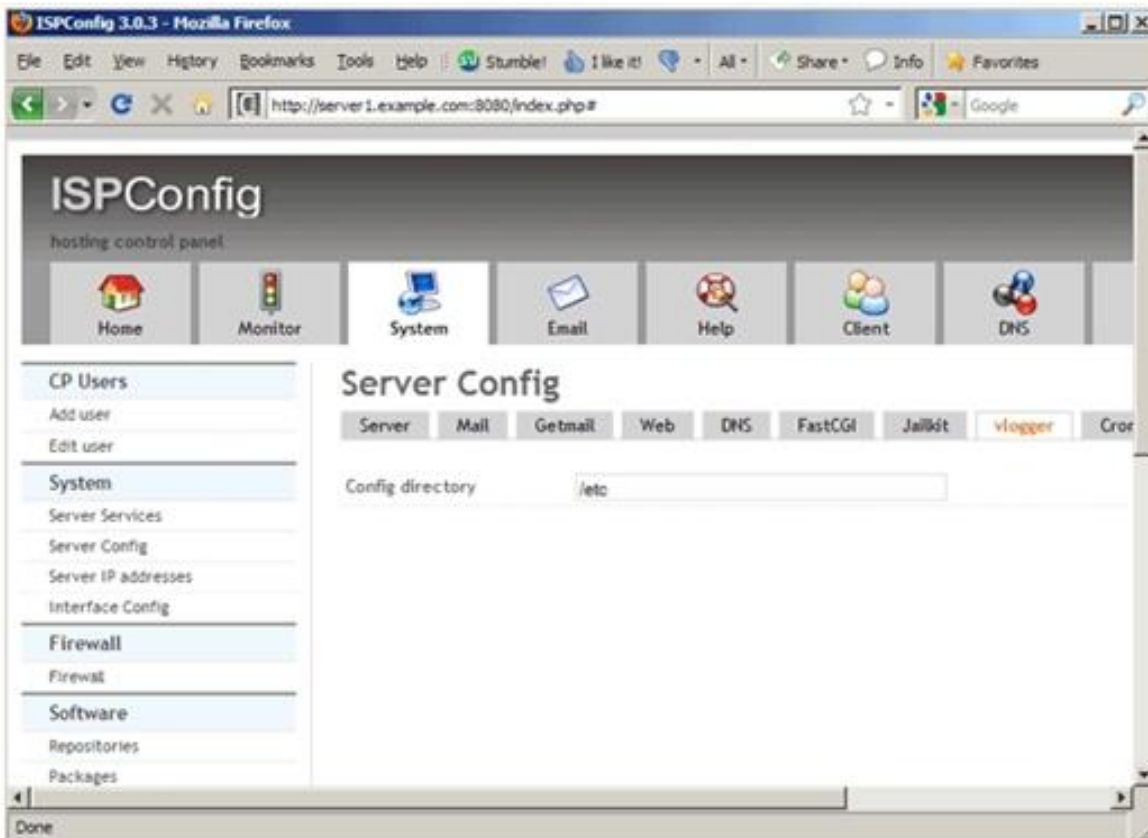 ISPConfig 3.0.3 - Mozilla Firefox
File Edit View History Bookmarks Tools Help Stumble! I like it! All Share Info Favorites
http://server1.example.com:8080/index.php# Google
ISPConfig
hosting control panel
Home Monitor System Email Help Client DNS
CP Users
Add user
Edit user
System
Server Services
Server Config
Server IP addresses
Interface Config
Firewall
Firewall
Software
Repositories
Packages
Server Config
Server Mail Getmail Web DNS FastCGI Jailkit vlogger Cron
Config directory /etc
Done